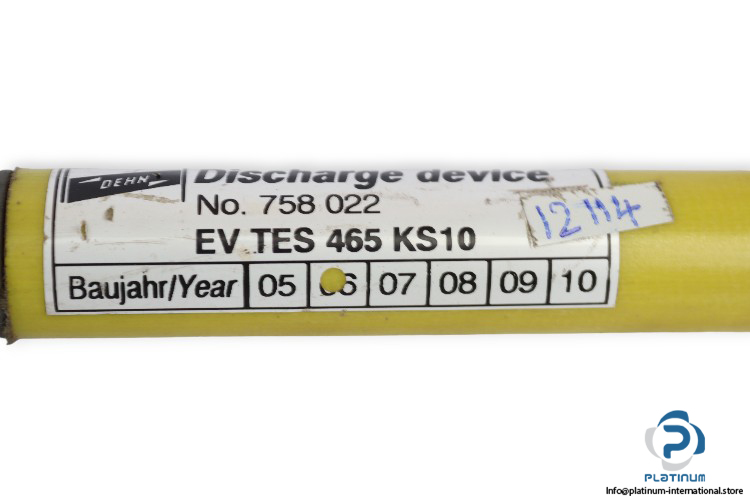 DEHN
Discharge device
No. 758 022
12 114
EV TES 465 KS10
Baujahr/Year 05 06 07 08 09 10
PLATINUM
Info@platinum-international.store